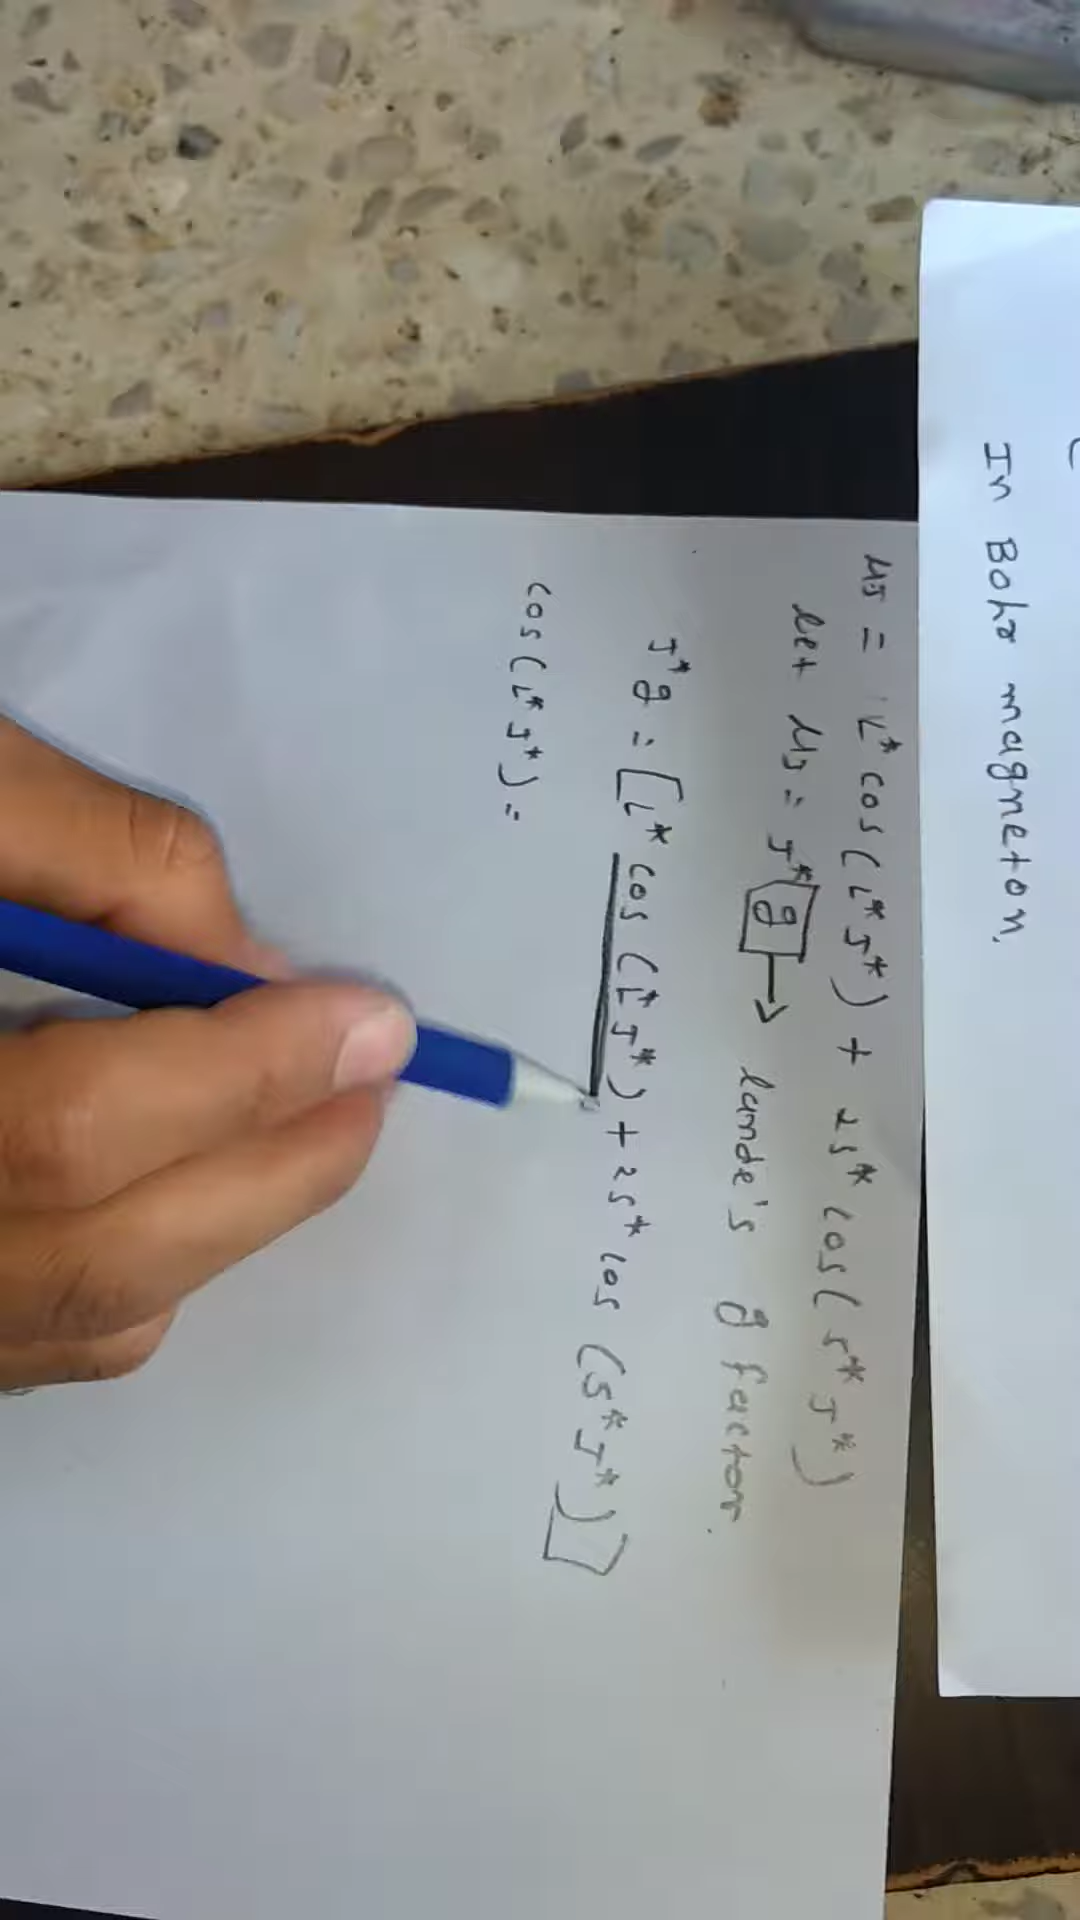 In Bohr magneton.
μJ = L* cos(L* J*) + 2s* cos(s* J*)
let μJ = J* g → lande's g factor.
J* g = [L* cos (L* J*) + 2s* cos (s* J*)]
cos(L* J*) =